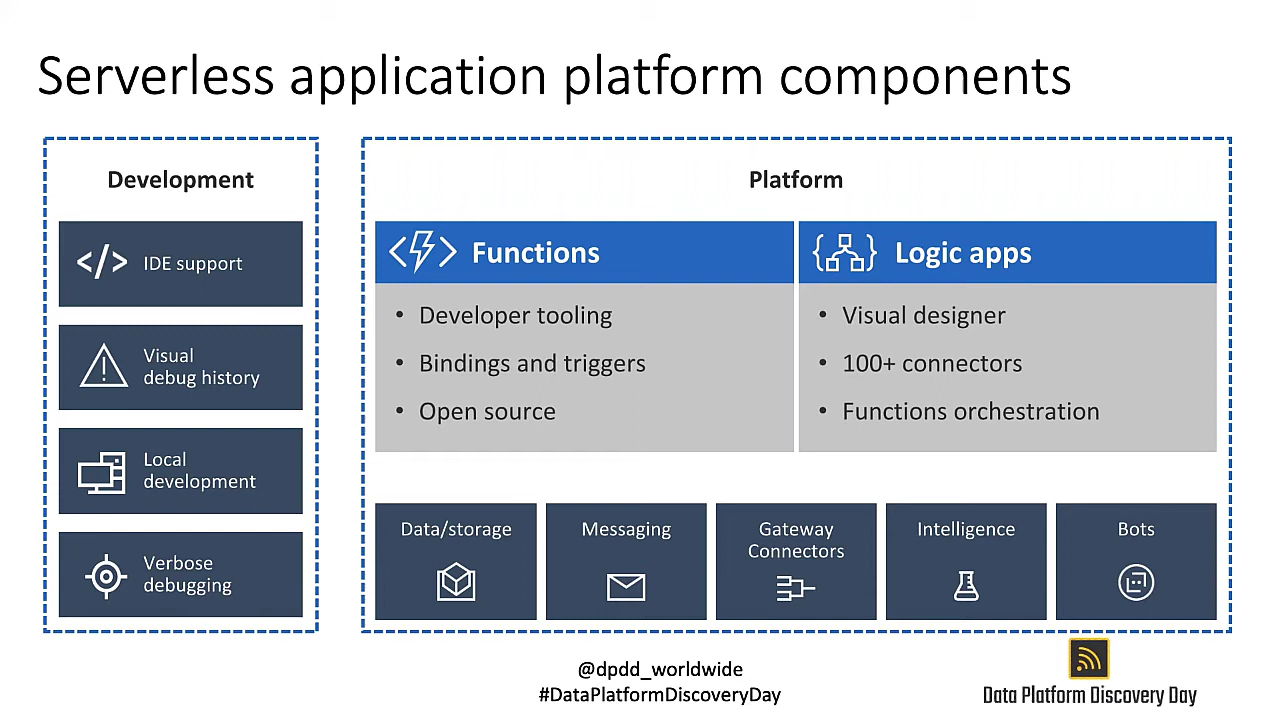 Serverless application platform components
Development
IDE support
Visual
debug history
Local
development
Verbose
debugging
Platform
Functions
• Developer tooling
• Bindings and triggers
• Open source
Logic apps
• Visual designer
• 100+ connectors
• Functions orchestration
Data/storage
Messaging
Gateway
Connectors
Intelligence
Bots
@dpdd_worldwide
#DataPlatformDiscoveryDay
Data Platform Discovery Day